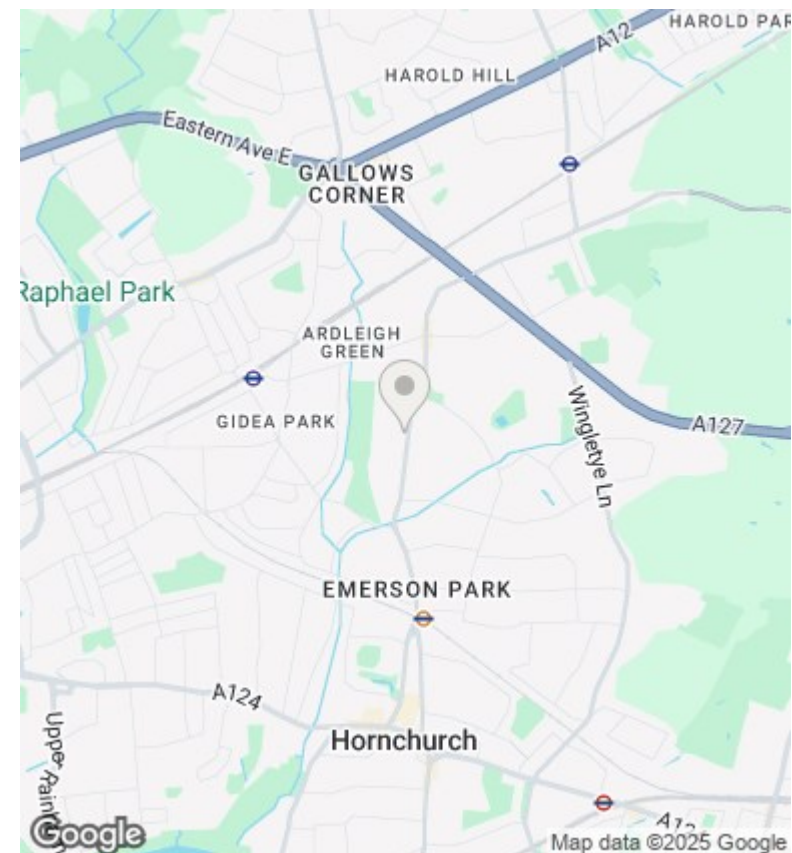 HAROLD PAR
A12
HAROLD HILL
Eastern Ave E
GALLOWS
CORNER
Raphael Park
ARDLEIGH
GREEN
GIDEA PARK
A127
Wingletye Ln
EMERSON PARK
A124
Upper Rain
Hornchurch
A12
Google
Map data ©2025 Google